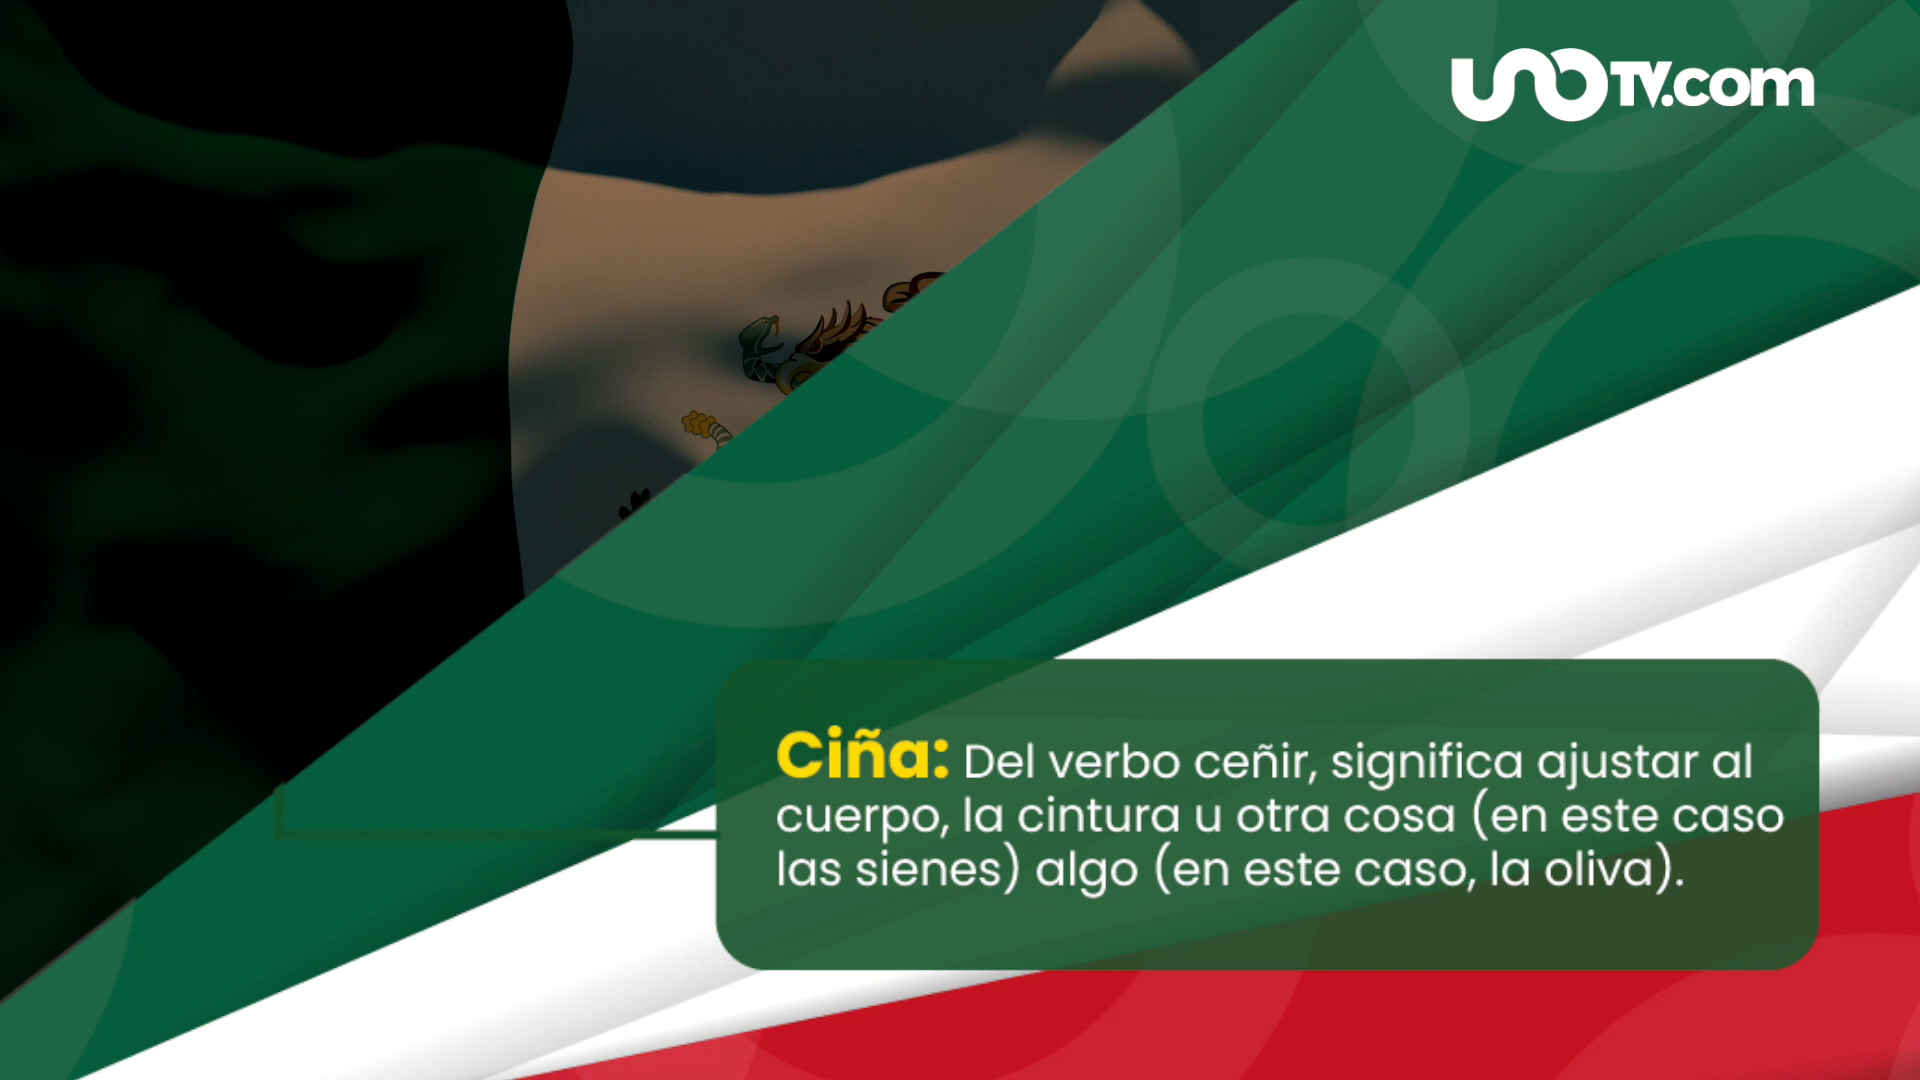 unoTV.com
Ciña: Del verbo ceñir, significa ajustar al
cuerpo, la cintura u otra cosa (en este caso
las sienes) algo (en este caso, la oliva).